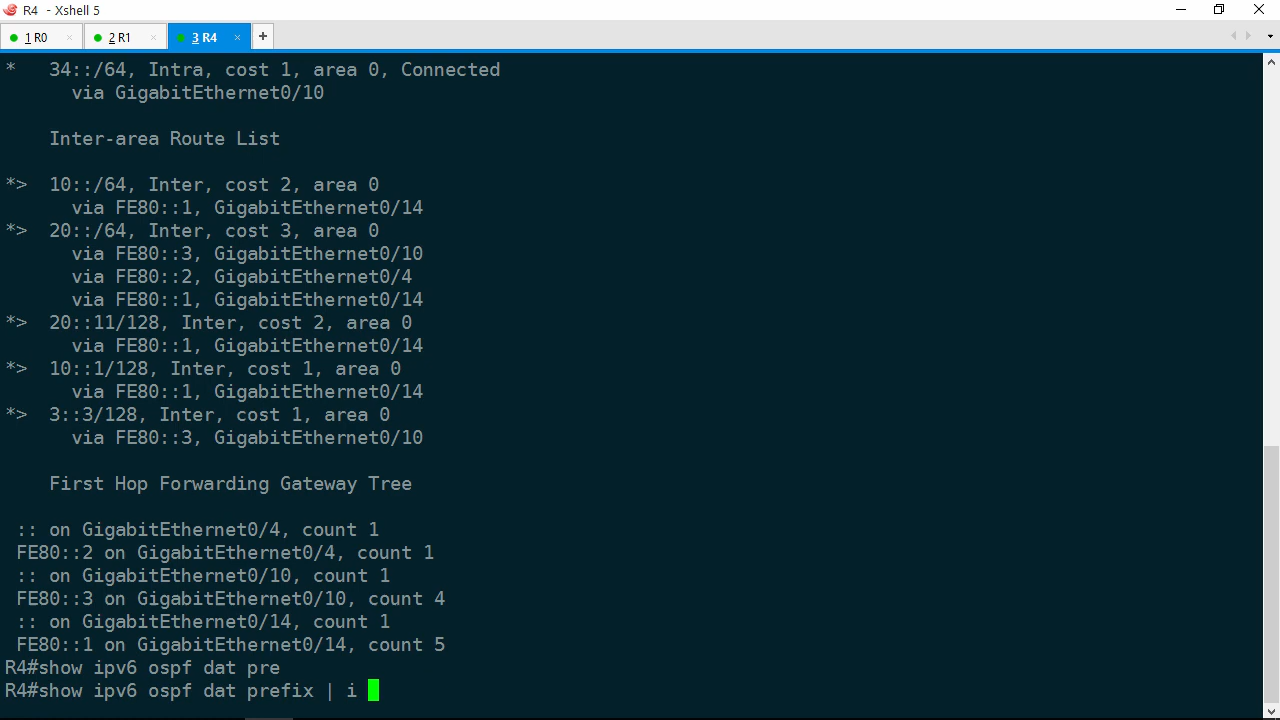 R4 - Xshell 5
1 R0 × 2 R1 × 3 R4 × +
* 34::/64, Intra, cost 1, area 0, Connected
via GigabitEthernet0/10
Inter-area Route List
*> 10::/64, Inter, cost 2, area 0
via FE80::1, GigabitEthernet0/14
*> 20::/64, Inter, cost 3, area 0
via FE80::3, GigabitEthernet0/10
via FE80::2, GigabitEthernet0/4
via FE80::1, GigabitEthernet0/14
*> 20::11/128, Inter, cost 2, area 0
via FE80::1, GigabitEthernet0/14
*> 10::1/128, Inter, cost 1, area 0
via FE80::1, GigabitEthernet0/14
*> 3::3/128, Inter, cost 1, area 0
via FE80::3, GigabitEthernet0/10
First Hop Forwarding Gateway Tree
:: on GigabitEthernet0/4, count 1
FE80::2 on GigabitEthernet0/4, count 1
:: on GigabitEthernet0/10, count 1
FE80::3 on GigabitEthernet0/10, count 4
:: on GigabitEthernet0/14, count 1
FE80::1 on GigabitEthernet0/14, count 5
R4#show ipv6 ospf dat pre
R4#show ipv6 ospf dat prefix | i